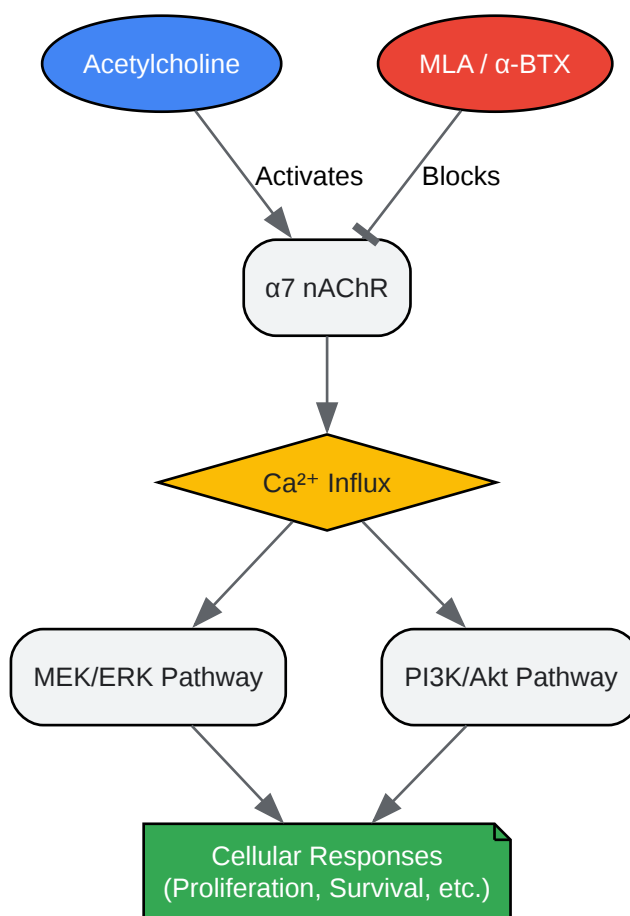 Acetylcholine
MLA / α-BTX
Activates
Blocks
α7 nAChR
Ca²⁺ Influx
MEK/ERK Pathway
PI3K/Akt Pathway
Cellular Responses
(Proliferation, Survival, etc.)